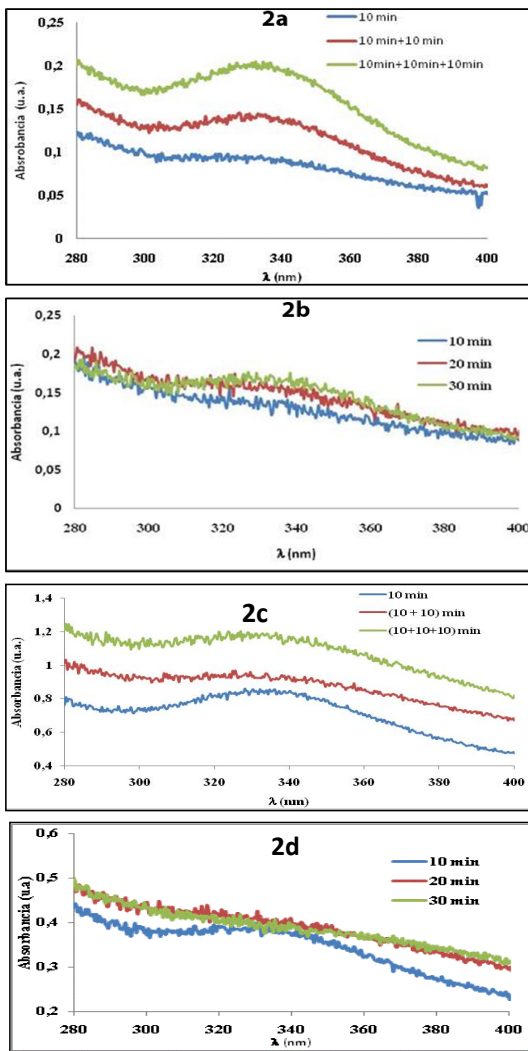 2a
10 min
10 min+10 min
10min+10min+10min
Absrobancia (u.a.)
0,25
0,2
0,15
0,1
0,05
0
280 300 320 340 360 380 400
λ (nm)
2b
10 min
20 min
30 min
Absorbancia (u.a.)
0,25
0,2
0,15
0,1
0,05
0
280 300 320 340 360 380 400
λ (nm)
2c
10 min
(10 + 10) min
(10+10+10) min
Absorbancia (u.a.)
1,4
1,2
1
0,8
0,6
0,4
280 300 320 340 360 380 400
λ (nm)
2d
10 min
20 min
30 min
Absorbancia (u.a)
0,6
0,5
0,4
0,3
0,2
280 300 320 340 360 380 400
λ (nm)